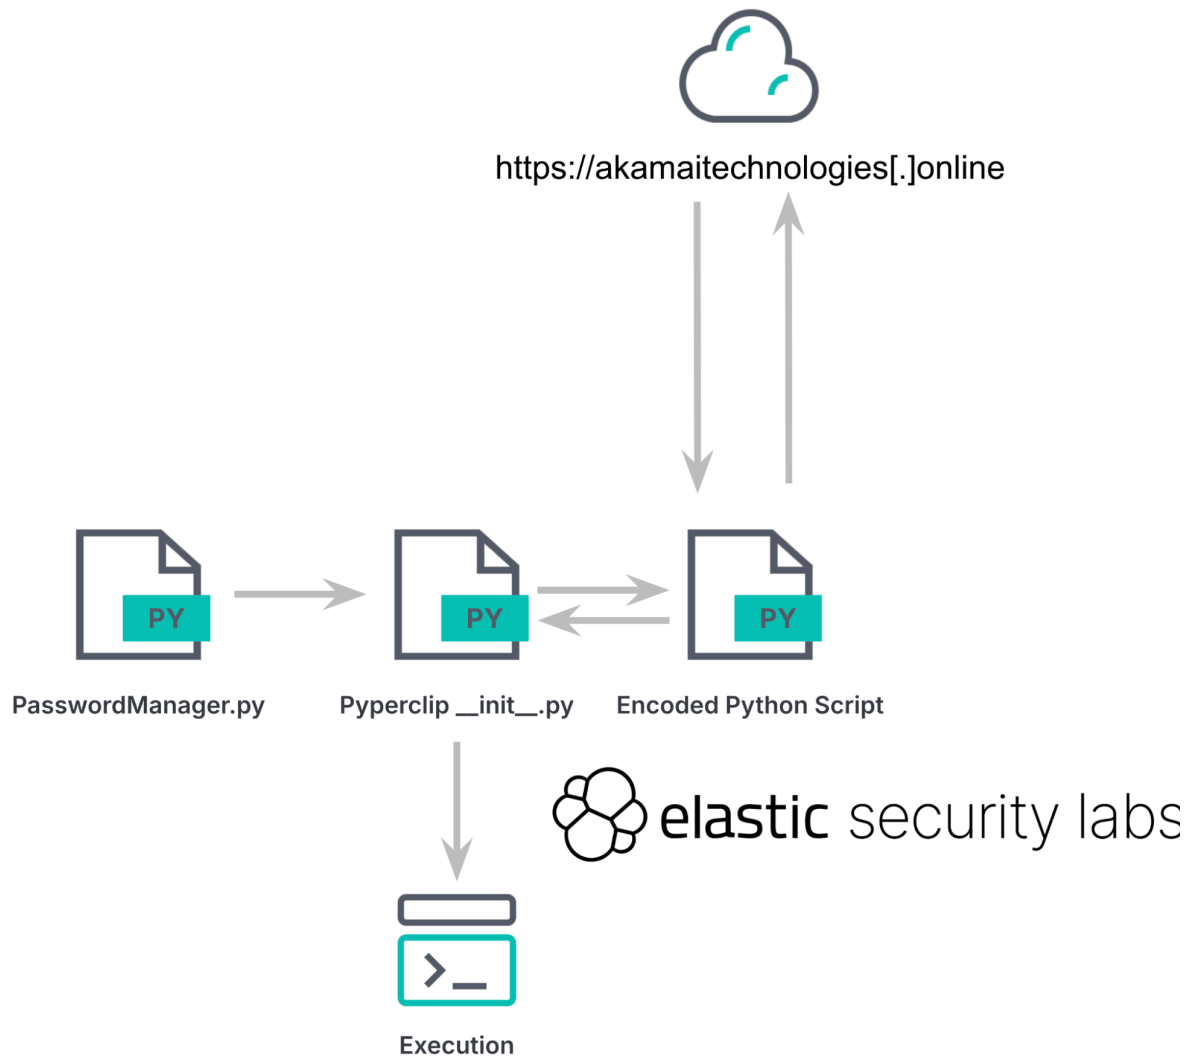 https://akamaitechnologies[.]online
PY
PY
PY
PasswordManager.py
Pyperclip __init__.py
Encoded Python Script
elastic security labs
>_
Execution